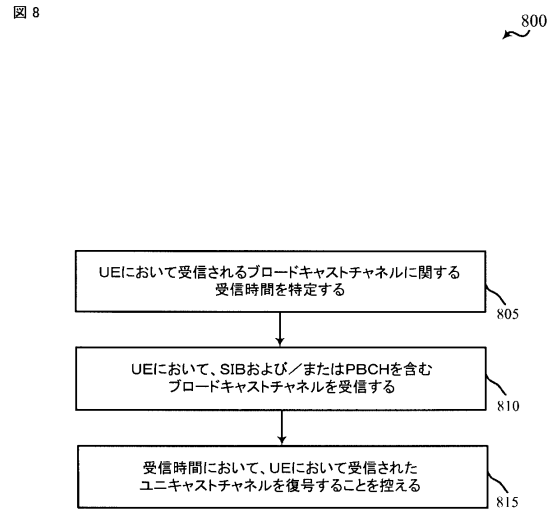 図 8
800
UEにおいて受信されるブロードキャストチャネルに関する
受信時間を特定する
805
UEにおいて、SIBおよび／またはPBCHを含む
ブロードキャストチャネルを受信する
810
受信時間において、UEにおいて受信された
ユニキャストチャネルを復号することを控える
815